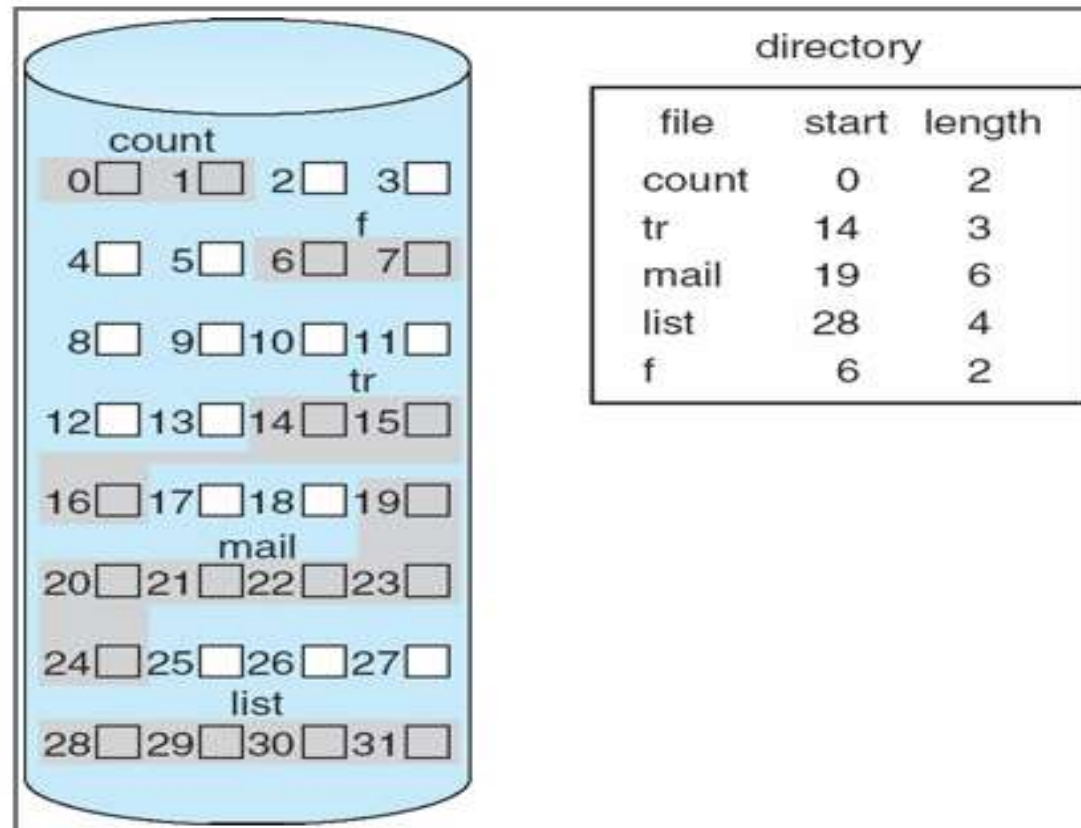 count
0 1 2 3
f
4 5 6 7
8 9 10 11
tr
12 13 14 15
16 17 18 19
mail
20 21 22 23
24 25 26 27
list
28 29 30 31
directory
file start length
count 0 2
tr 14 3
mail 19 6
list 28 4
f 6 2